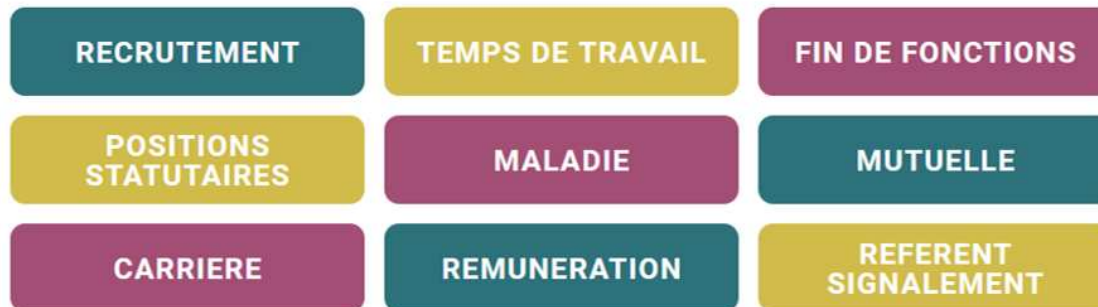 RECRUTEMENT
TEMPS DE TRAVAIL
FIN DE FONCTIONS
POSITIONS
STATUTAIRES
MALADIE
MUTUELLE
CARRIERE
REMUNERATION
REFERENT
SIGNALEMENT